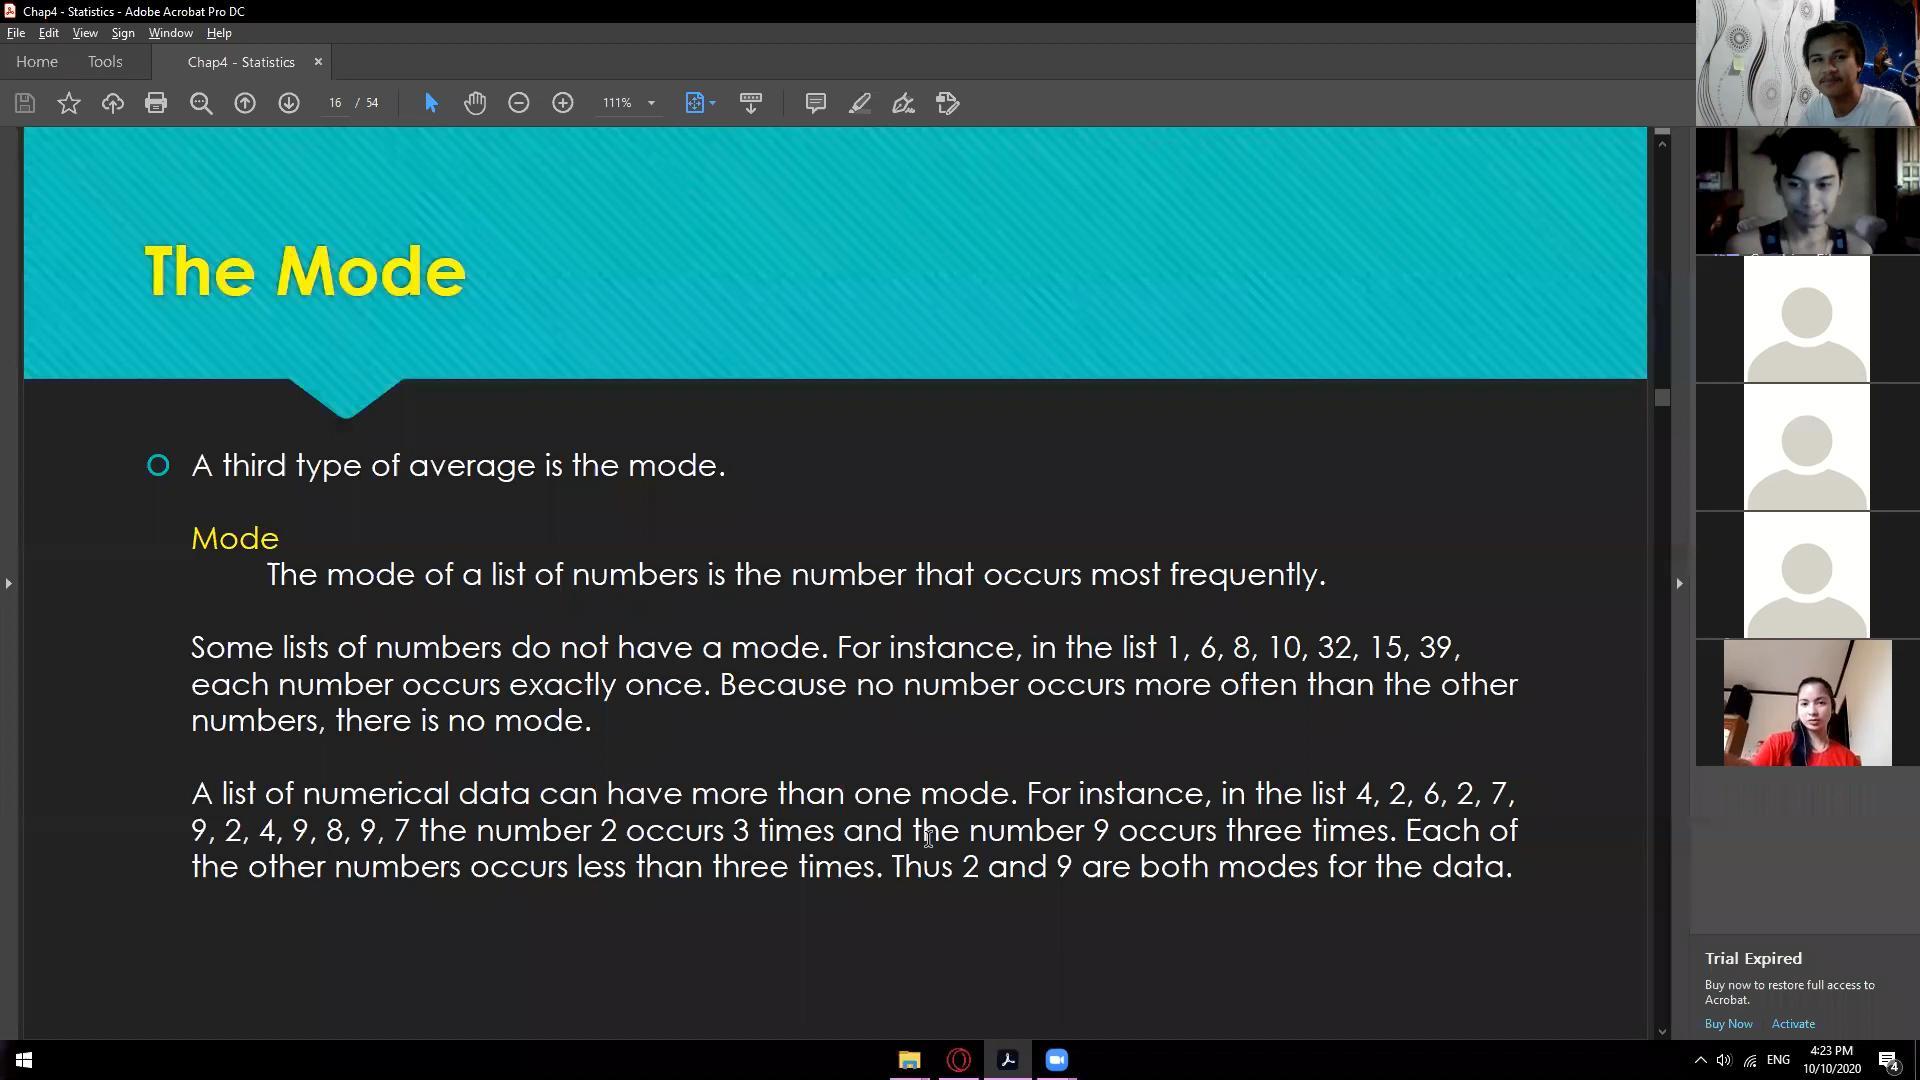 Chap4 - Statistics - Adobe Acrobat Pro DC
File Edit View Sign Window Help
Home Tools Chap4 - Statistics ×
16 / 54 111%
The Mode
A third type of average is the mode.
Mode
The mode of a list of numbers is the number that occurs most frequently.
Some lists of numbers do not have a mode. For instance, in the list 1, 6, 8, 10, 32, 15, 39,
each number occurs exactly once. Because no number occurs more often than the other
numbers, there is no mode.
A list of numerical data can have more than one mode. For instance, in the list 4, 2, 6, 2, 7,
9, 2, 4, 9, 8, 9, 7 the number 2 occurs 3 times and the number 9 occurs three times. Each of
the other numbers occurs less than three times. Thus 2 and 9 are both modes for the data.
Trial Expired
Buy now to restore full access to
Acrobat.
Buy Now Activate
ENG 4:23 PM
10/10/2020
4